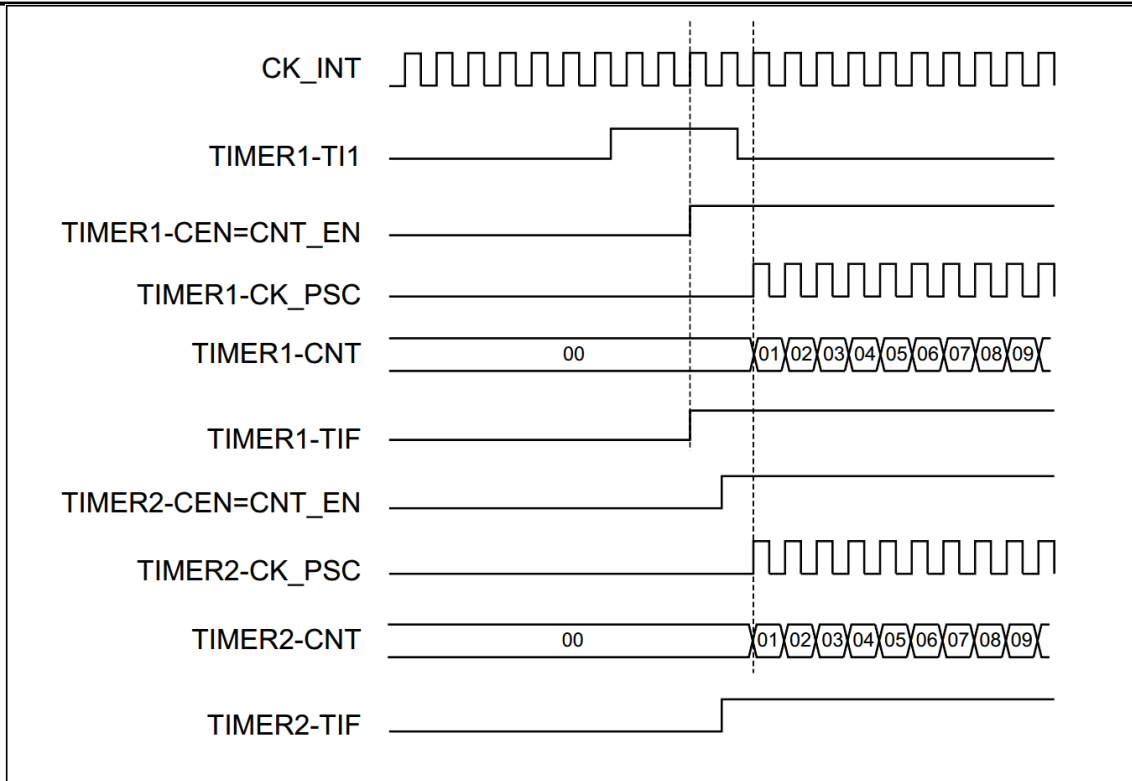 CK_INT
TIMER1-TI1
TIMER1-CEN=CNT_EN
TIMER1-CK_PSC
TIMER1-CNT 00 01 02 03 04 05 06 07 08 09
TIMER1-TIF
TIMER2-CEN=CNT_EN
TIMER2-CK_PSC
TIMER2-CNT 00 01 02 03 04 05 06 07 08 09
TIMER2-TIF